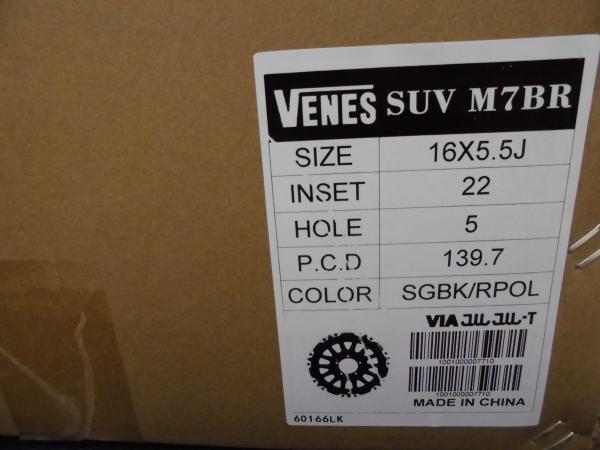 VENES SUV M7BR
SIZE 16X5.5J
INSET 22
HOLE 5
P.C.D 139.7
COLOR SGBK/RPOL
VIA JWL JWL-T
1001000007710
1001000007710
MADE IN CHINA
60166LK